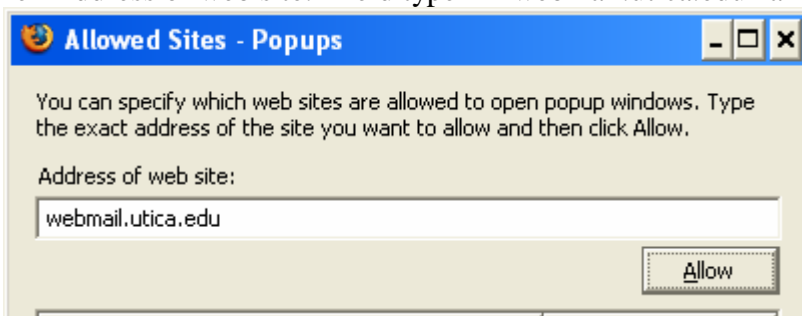 Allowed Sites - Popups
You can specify which web sites are allowed to open popup windows. Type
the exact address of the site you want to allow and then click Allow.
Address of web site:
webmail.utica.edu
Allow